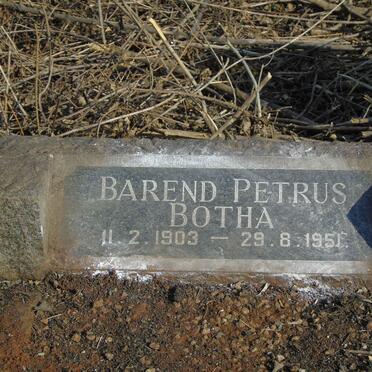 BAREND PETRUS
BOTHA
11.2.1903 – 29.8.1951.